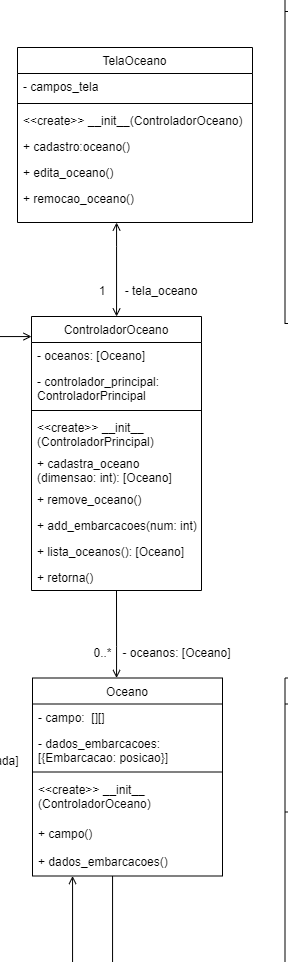 TelaOceano
- campos_tela
<<create>> __init__(ControladorOceano)
+ cadastro:oceano()
+ edita_oceano()
+ remocao_oceano()
1 - tela_oceano
ControladorOceano
- oceanos: [Oceano]
- controlador_principal:
ControladorPrincipal
<<create>> __init__
(ControladorPrincipal)
+ cadastra_oceano
(dimensao: int): [Oceano]
+ remove_oceano()
+ add_embarcacoes(num: int)
+ lista_oceanos(): [Oceano]
+ retorna()
0..* - oceanos: [Oceano]
Oceano
- campo: [][]
- dados_embarcacoes:
[{Embarcacao: posicao}]
<<create>> __init__
(ControladorOceano)
+ campo()
+ dados_embarcacoes()